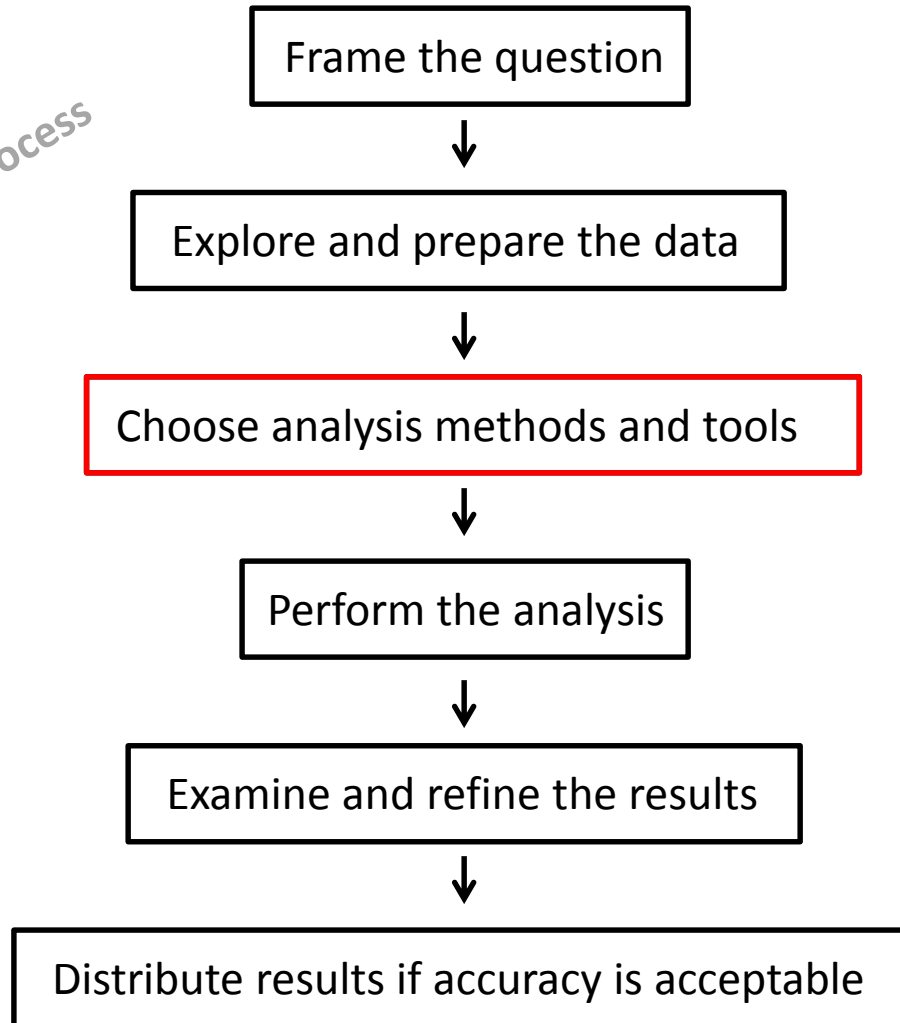 Frame the question
Explore and prepare the data
Choose analysis methods and tools
Perform the analysis
Examine and refine the results
Distribute results if accuracy is acceptable